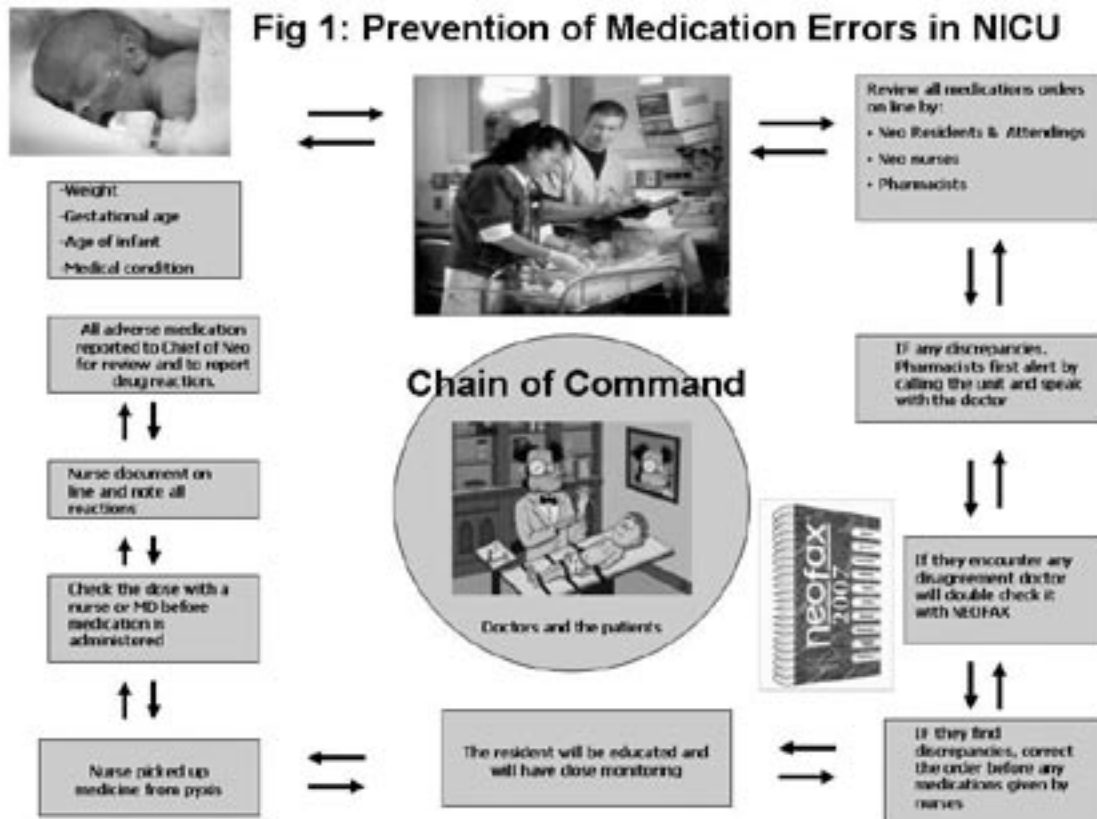 Fig 1: Prevention of Medication Errors in NICU
-Weight
-Gestational age
-Age of infant
-Medical condition
Review all medications orders
on line by:
• Neo Residents & Attendings
• Neo nurses
• Pharmacists
All adverse medication
reported to Chief of Neo
for review and to report
drug reaction.
Chain of Command
Doctors and the patients
IF any discrepancies.
Pharmacists first alert by
calling the unit and speak
with the doctor
Nurse document on
line and note all
reactions
neofax
2007
If they encounter any
disagreement doctor
will double check it
with NEOFAX
Check the dose with a
nurse or MD before
medication is
administered
Nurse picked up
medicine from pyxis
The resident will be educated and
will have close monitoring
IF they find
discrepancies, correct
the order before any
medications given by
nurses